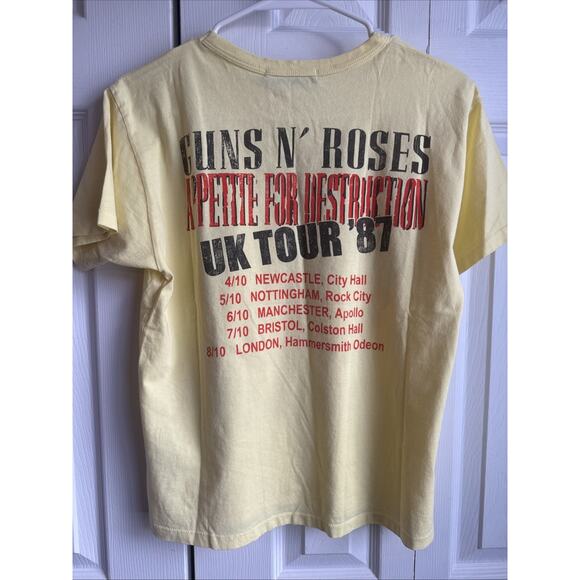 GUNS N' ROSES
APPETITE FOR DESTRUCTION
UK TOUR '87
4/10 NEWCASTLE, City Hall
5/10 NOTTINGHAM, Rock City
6/10 MANCHESTER, Apollo
7/10 BRISTOL, Colston Hall
8/10 LONDON, Hammersmith Odeon